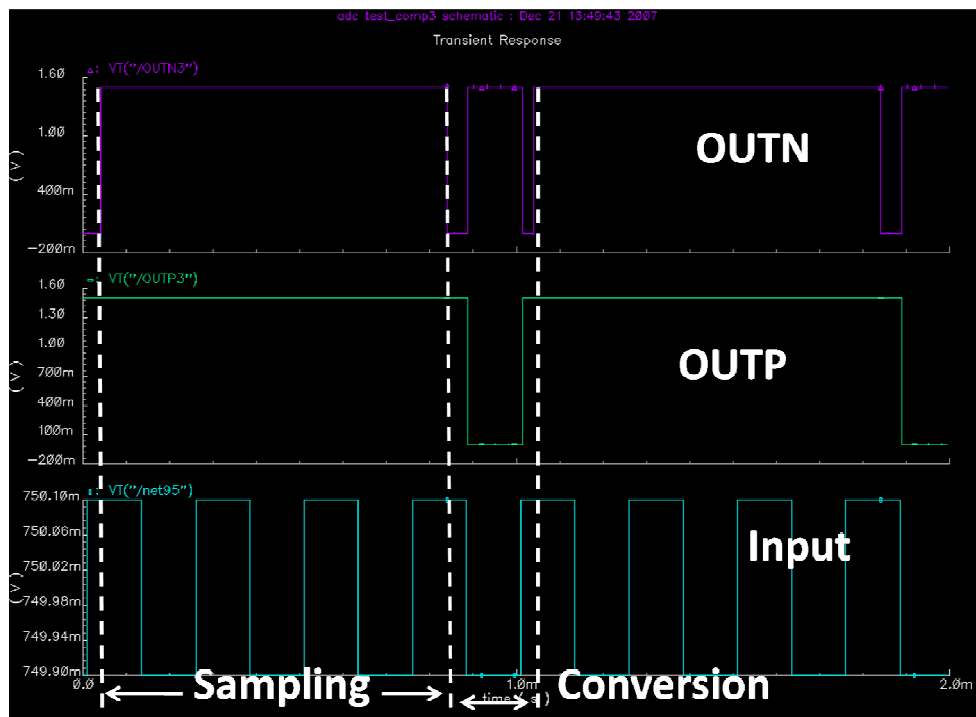 adc test_comp3 schematic : Dec 21 13:49:43 2007
Transient Response
▵: VT("/OUTN3")
1.60
1.00
400m
-200m
(V)
OUTN
▫: VT("/OUTP3")
1.60
1.30
1.00
700m
400m
100m
-200m
(V)
OUTP
▯: VT("/net95")
750.10m
750.06m
750.02m
749.98m
749.94m
749.90m
(V)
Input
0.0
1.0m
2.0m
time ( s )
Sampling
Conversion